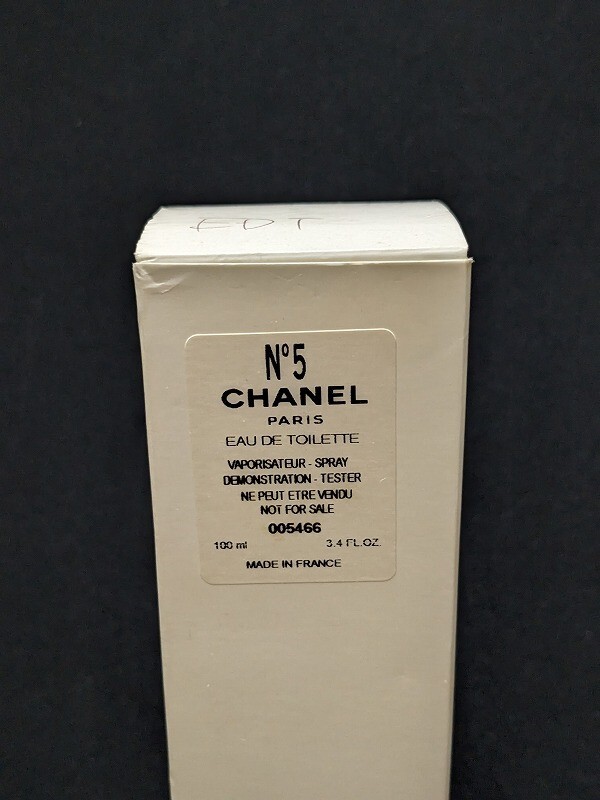 EDT
Nº5
CHANEL
PARIS
EAU DE TOILETTE
VAPORISATEUR - SPRAY
DEMONSTRATION - TESTER
NE PEUT ETRE VENDU
NOT FOR SALE
005466
100 ml 3.4 FL.OZ.
MADE IN FRANCE